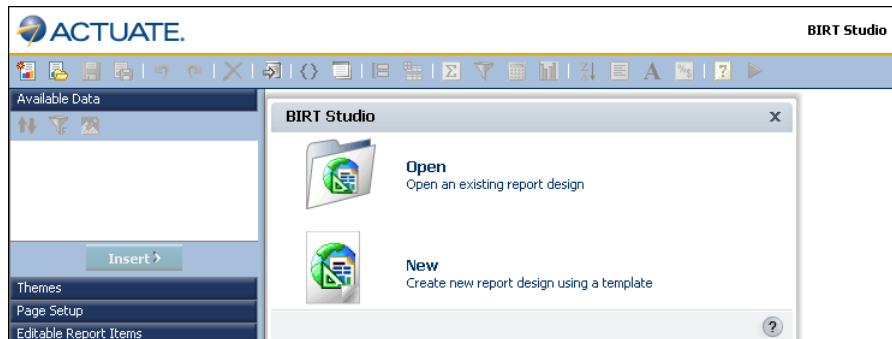 ACTUATE.
BIRT Studio
Available Data
BIRT Studio
x
Open
Open an existing report design
Insert
New
Create new report design using a template
Themes
Page Setup
Editable Report Items
?